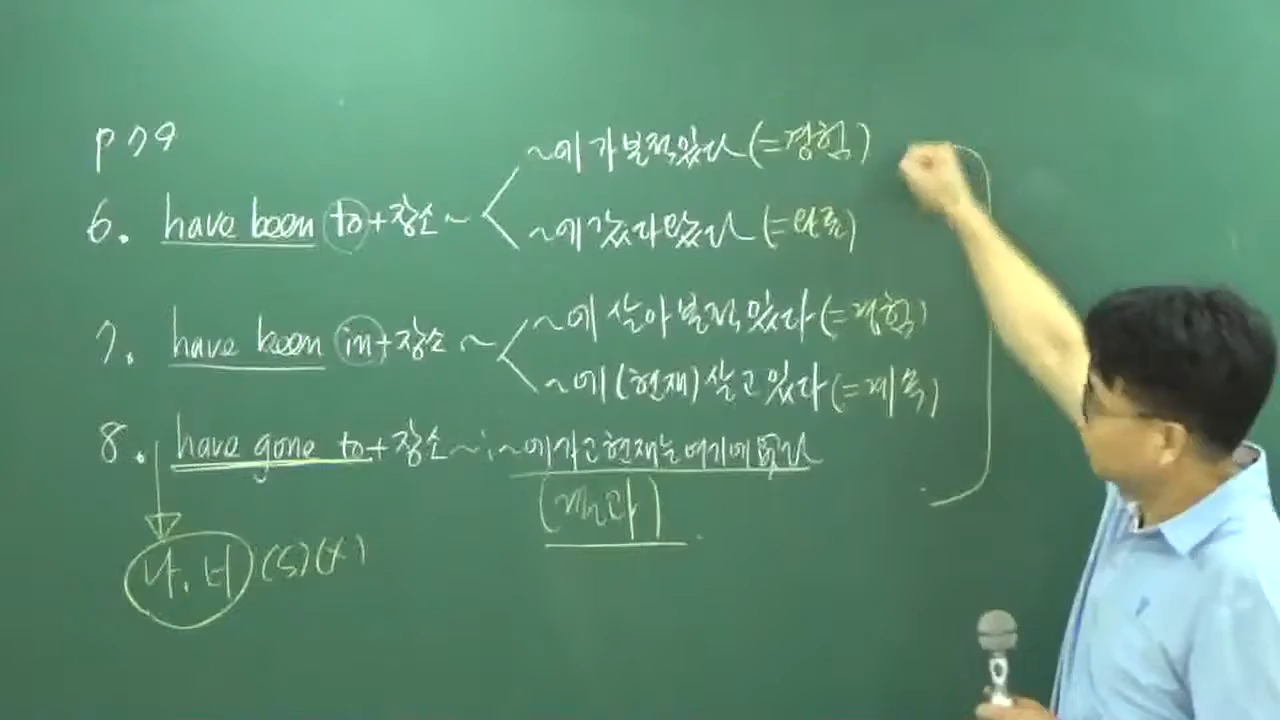 p 79
~에 가본적있다 (=경험)
6. have been to+장소 ~
~에 갔다왔다 (=완료)
~에 살아본적있다 (=경험)
7. have been in+장소 ~
~에 (현재) 살고있다 (=계속)
8. have gone to+장소 ~; ~에가고현재는여기에 없다
(결과)
나, 너 (S)(X)